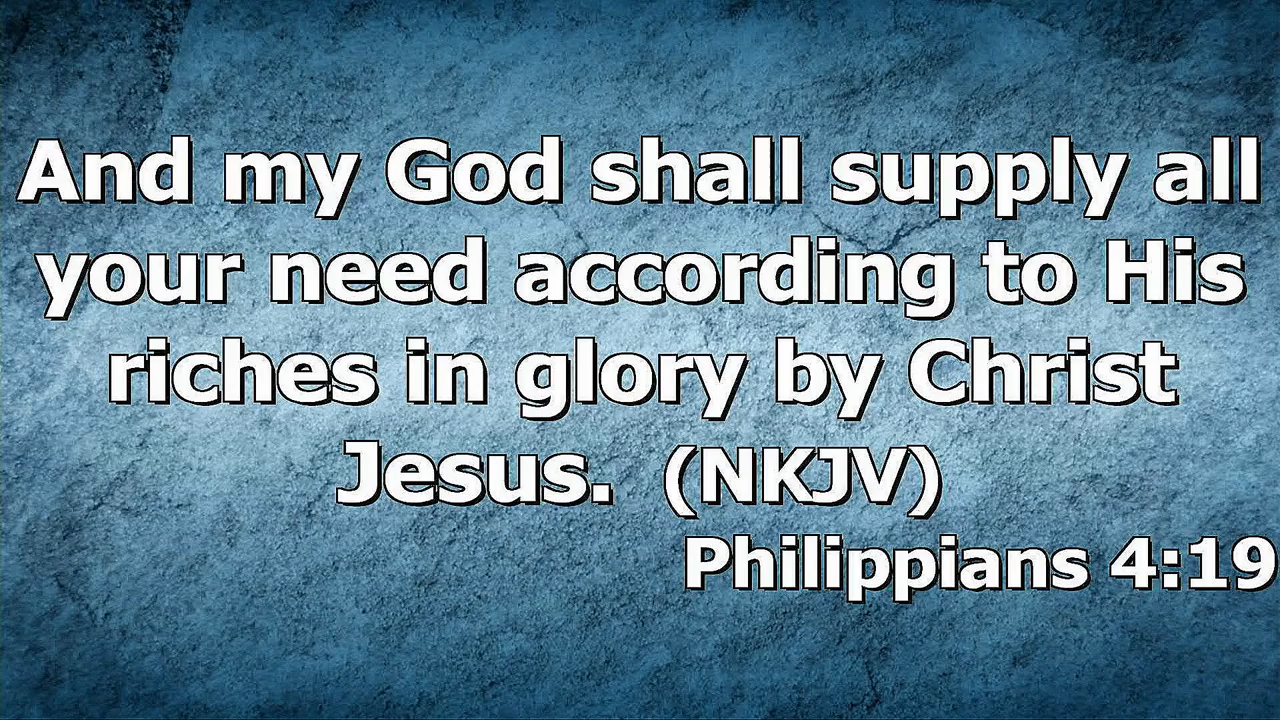 And my God shall supply all
your need according to His
riches in glory by Christ
Jesus.  (NKJV)
Philippians 4:19